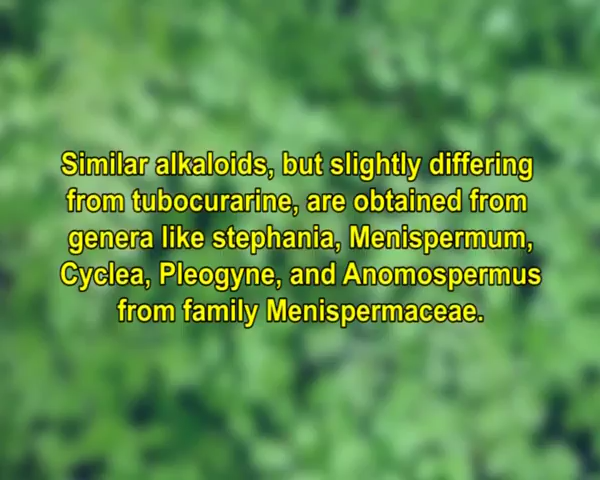 Similar alkaloids, but slightly differing
from tubocurarine, are obtained from
genera like stephania, Menispermum,
Cyclea, Pleogyne, and Anomospermus
from family Menispermaceae.